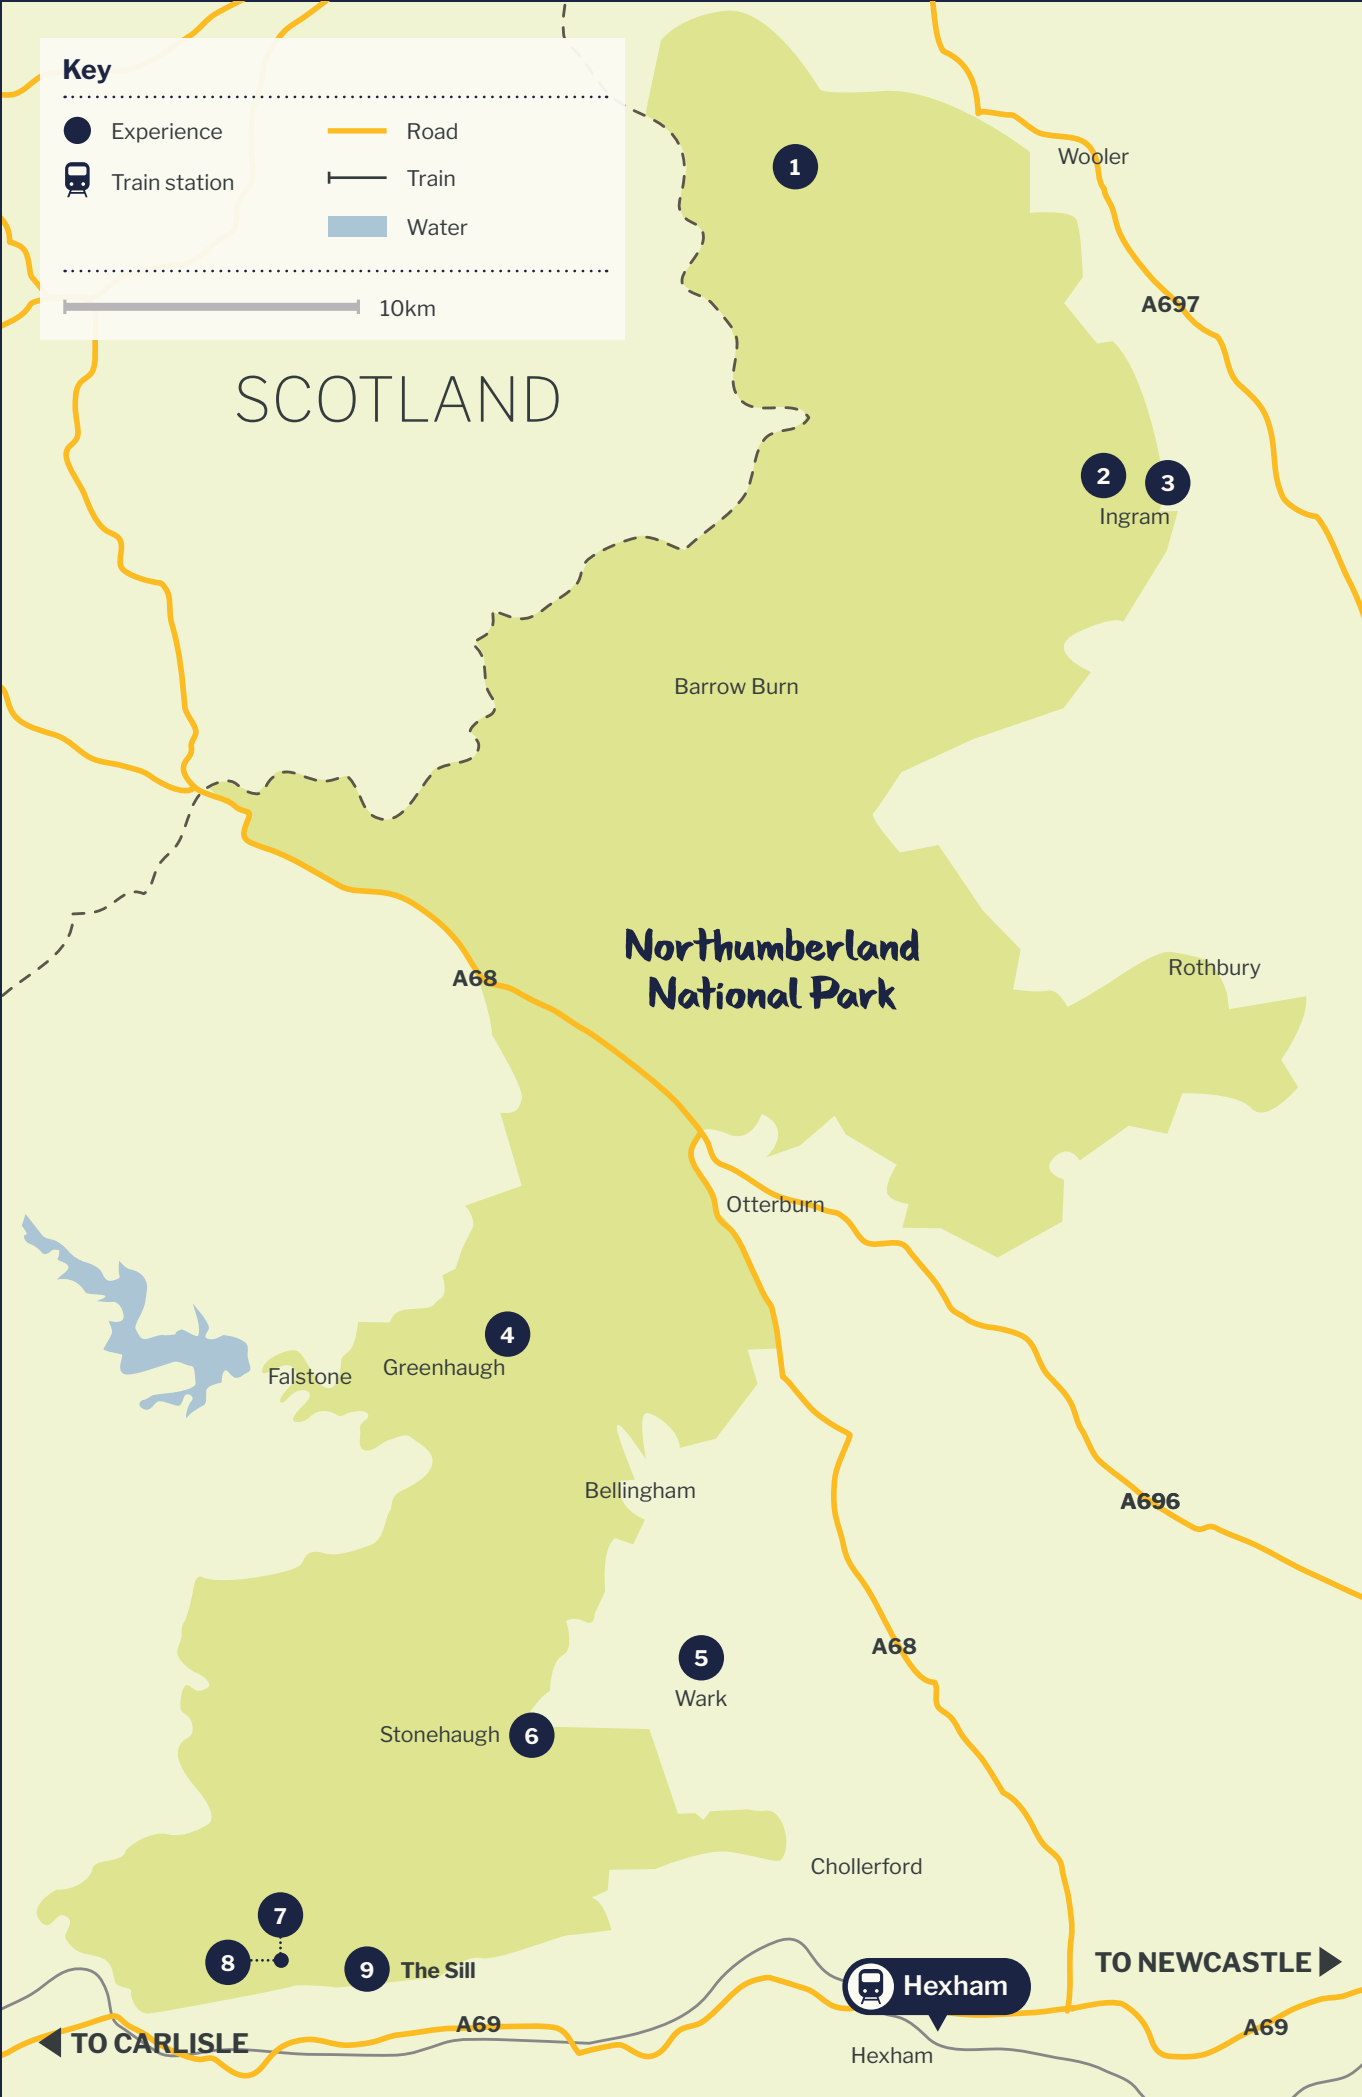 Key
Experience
Road
Train station
Train
Water
10km
SCOTLAND
1
Wooler
A697
2
3
Ingram
Barrow Burn
Northumberland
National Park
A68
Rothbury
Otterburn
4
Greenhaugh
Falstone
Bellingham
A696
A68
5
Wark
Stonehaugh
6
Chollerford
7
8
9
The Sill
TO NEWCASTLE
Hexham
A69
A69
TO CARLISLE
Hexham